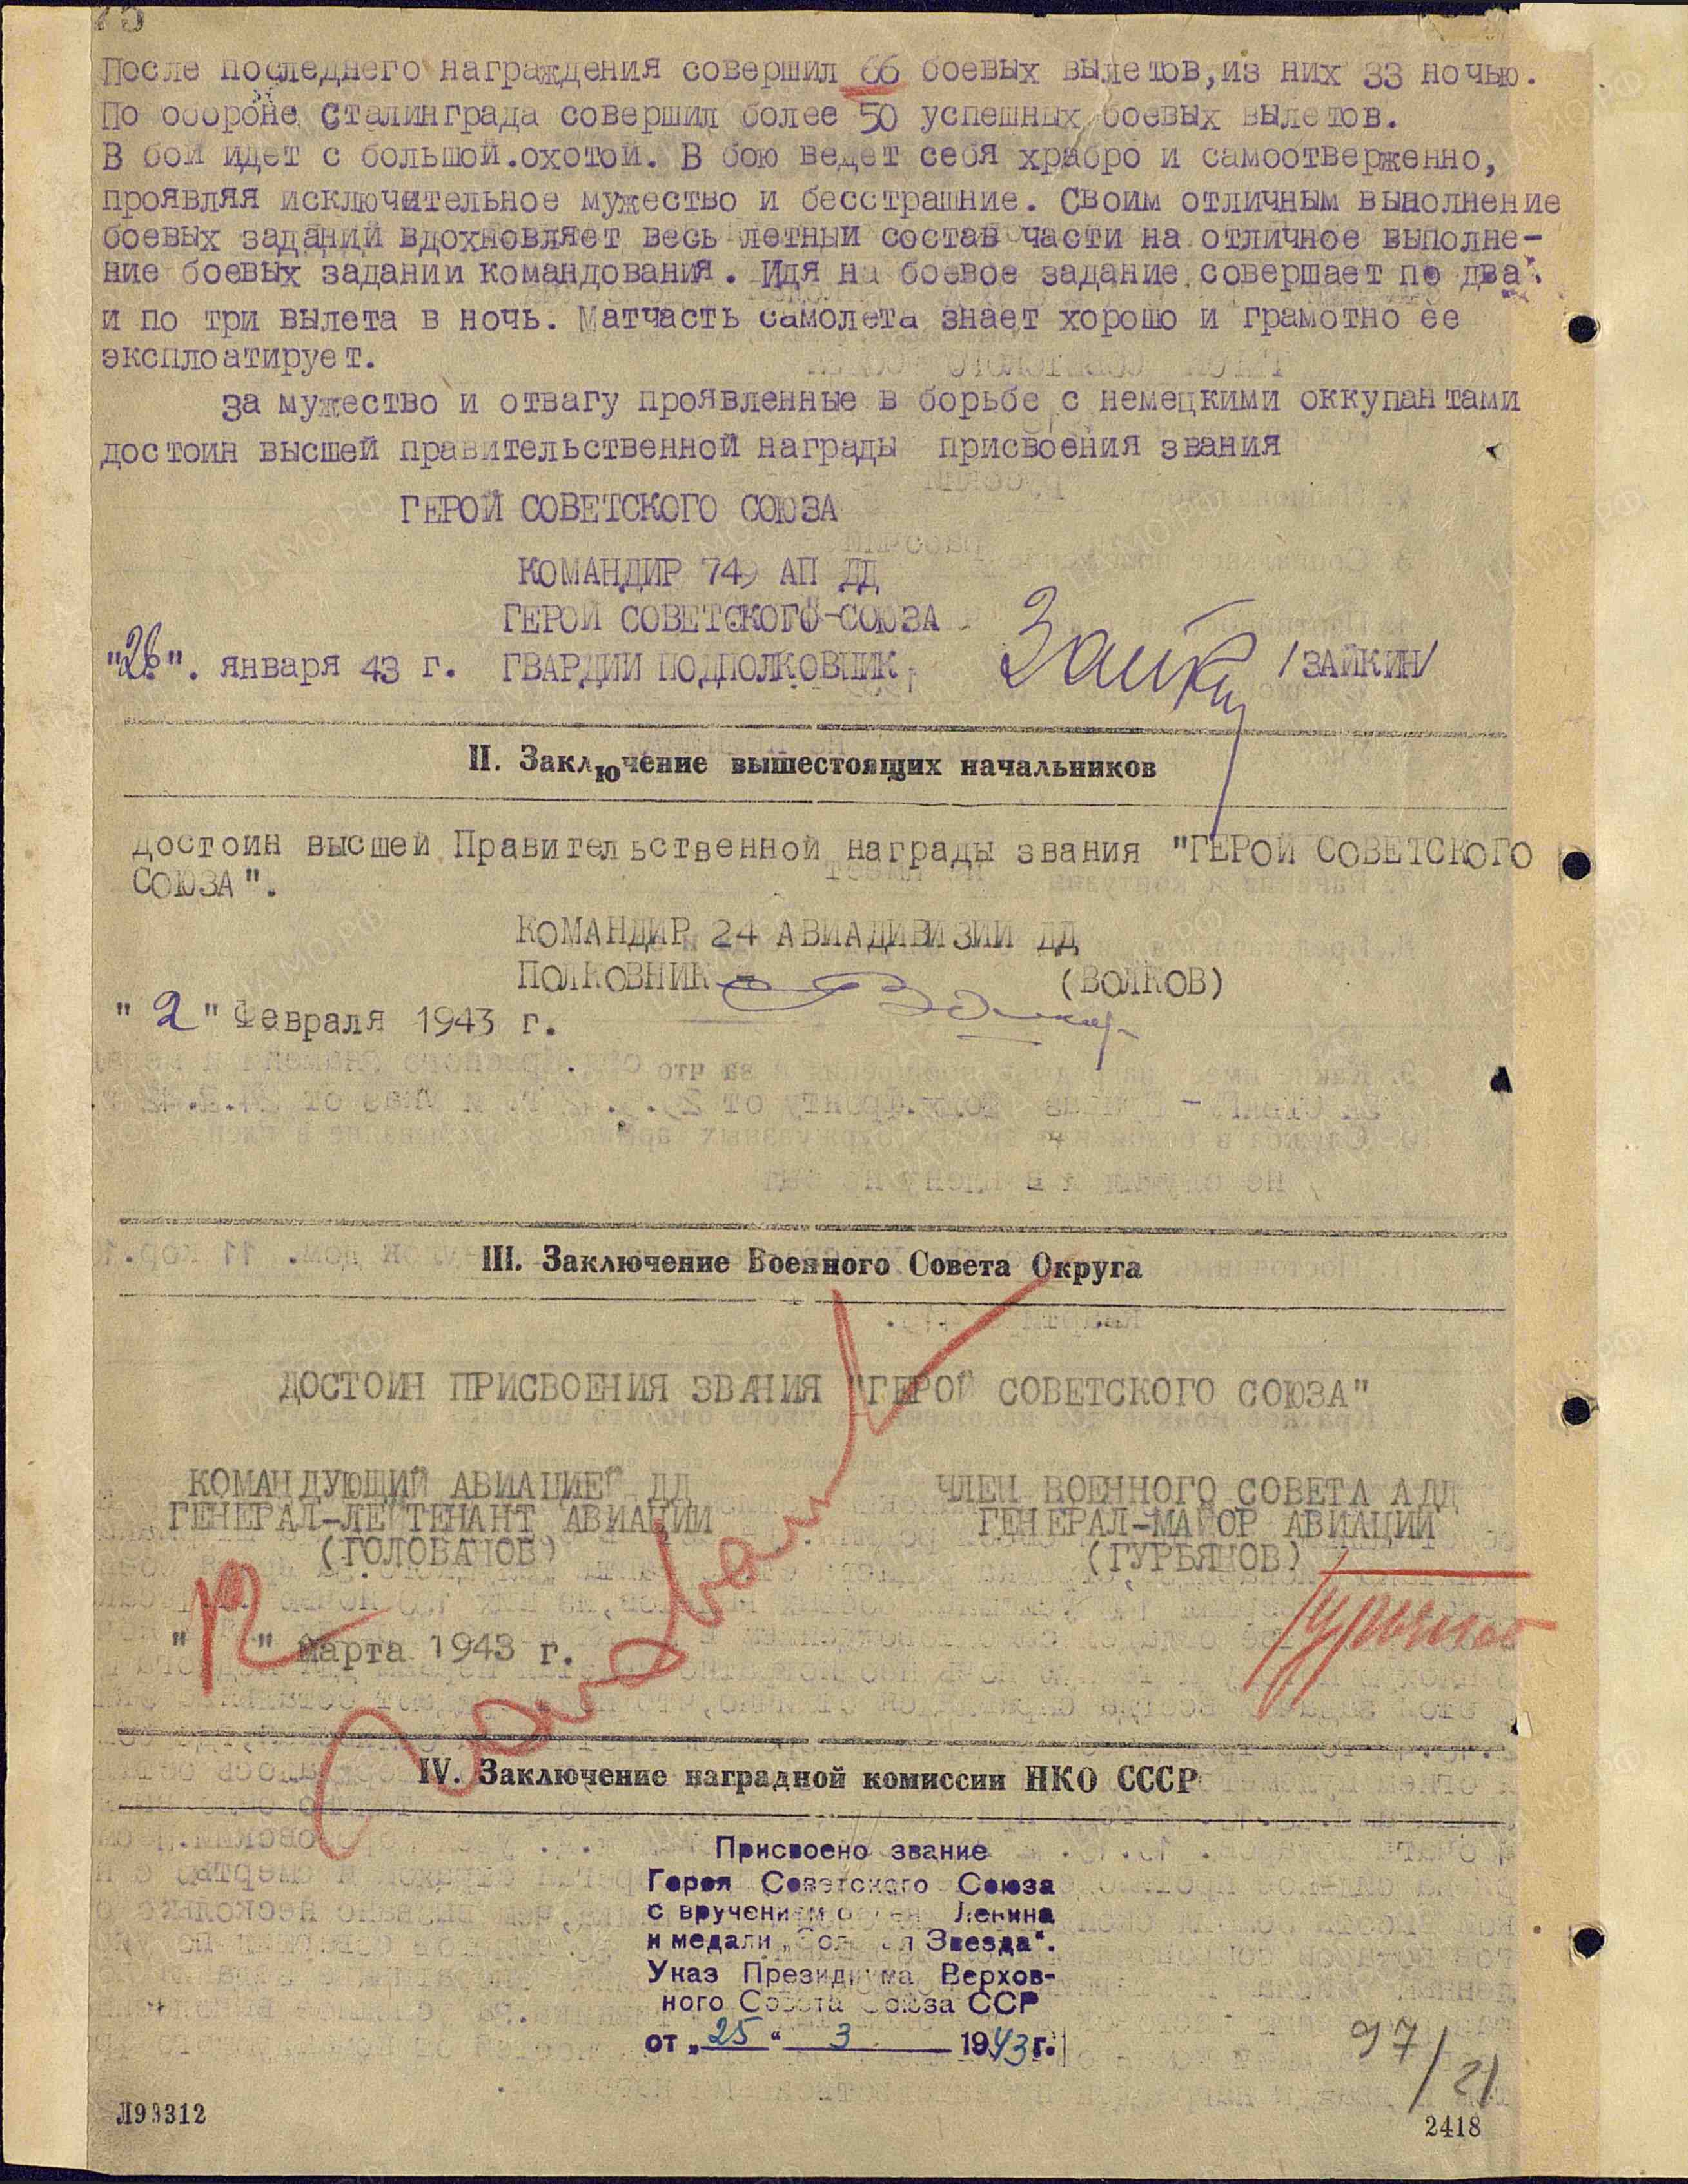 После последнего награждения совершил 66 боевых вылетов, из них 33 ночью.
По обороне Сталинграда совершил более 50 успешных боевых вылетов.
В бой идет с большой.охотой. В бою ведет себя храбро и самоотверженно,
проявляя исключительное мужество и бесстрашние. Своим отличным выполнение
боевых заданий вдохновляет весь летный состав части на отличное выполне-
ние боевых заданий командования. Идя на боевое задание совершает по два
и по три вылета в ночь. Матчасть самолета знает хорошо и грамотно ее
эксплоатирует.
За мужество и отвагу проявленные в борьбе с немецкими оккупантами
достоин высшей правительственной награды присвоения звания
ГЕРОЙ СОВЕТСКОГО СОЮЗА
КОМАНДИР 749 АП ДД
ГЕРОЙ СОВЕТСКОГО-СОЮЗА
"26". января 43 г. ГВАРДИИ ПОДПОЛКОВНИК /ЗАЙКИН/
II. Заключение вышестоящих начальников
достоин высшей Правительственной награды звания "ГЕРОЙ СОВЕТСКОГО
СОЮЗА".
КОМАНДИР 24 АВИАДИВИЗИИ ДД
ПОЛКОВНИК- (ВОЛКОВ)
"2" Февраля 1943 г.
III. Заключение Военного Совета Округа
ДОСТОИН ПРИСВОЕНИЯ ЗВАНИЯ "ГЕРОЙ СОВЕТСКОГО СОЮЗА"
КОМАНДУЮЩИЙ АВИАЦИЕЙ ДД
ГЕНЕРАЛ-ЛЕЙТЕНАНТ АВИАЦИИ
(ГОЛОВАНОВ)
ЧЛЕН ВОЕННОГО СОВЕТА АДД
ГЕНЕРАЛ-МАЙОР АВИАЦИИ
(ГУРЬЯНОВ)
Голованов
Гурьянов
"12" марта 1943 г.
IV. Заключение наградной комиссии НКО СССР
Присвоено звание
Героя Советского Союза
с вручением ордена Ленина
и медали „Золотая Звезда".
Указ Президиума Верхов-
ного Совета Союза ССР
от „25" 3 1943 г.
97/21
Л93312
2418